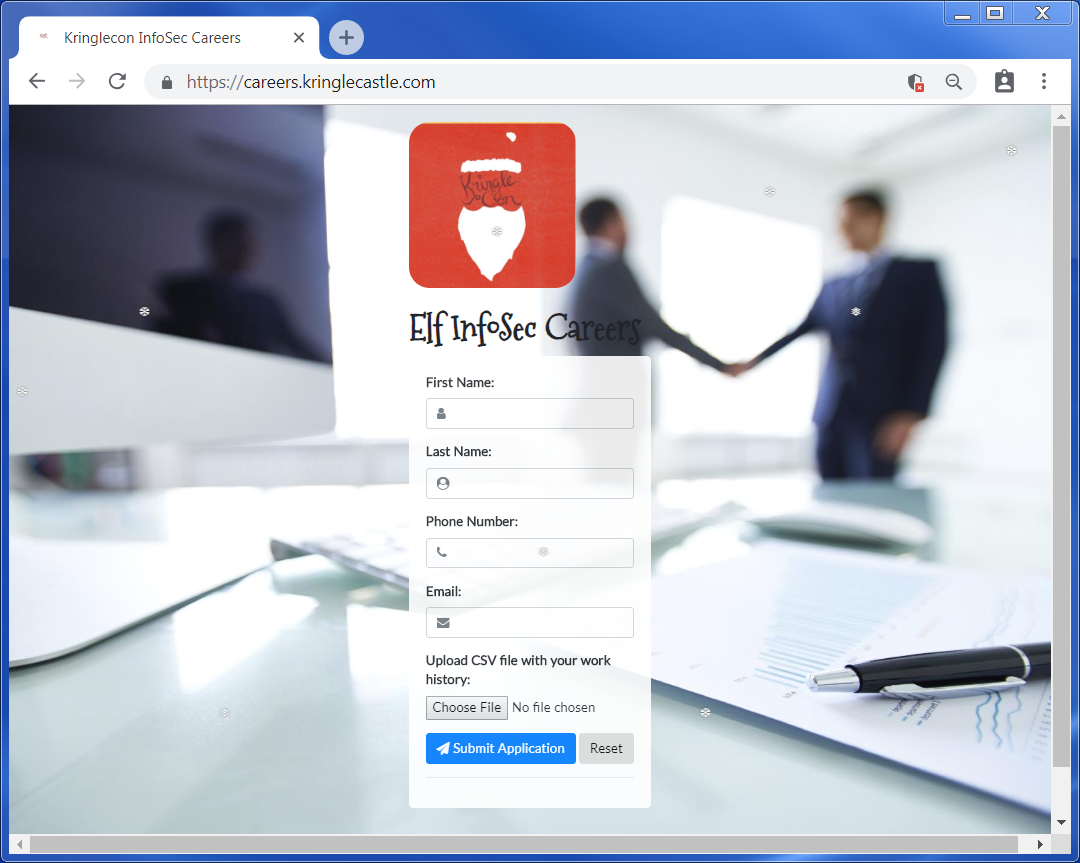 Kringlecon InfoSec Careers
https://careers.kringlecastle.com
Kringle
Con
Elf InfoSec Careers
First Name:
Last Name:
Phone Number:
Email:
Upload CSV file with your work
history:
Choose File No file chosen
Submit Application Reset